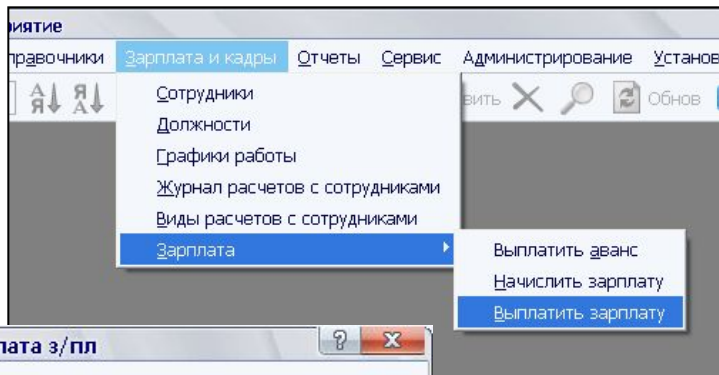 риятие
правочники Зарплата и кадры Отчеты Сервис Администрирование Установ
А Я Я А вить Обнов
Сотрудники
Должности
Графики работы
Журнал расчетов с сотрудниками
Виды расчетов с сотрудниками
Зарплата
Выплатить аванс
Начислить зарплату
Выплатить зарплату
лата з/пл ?